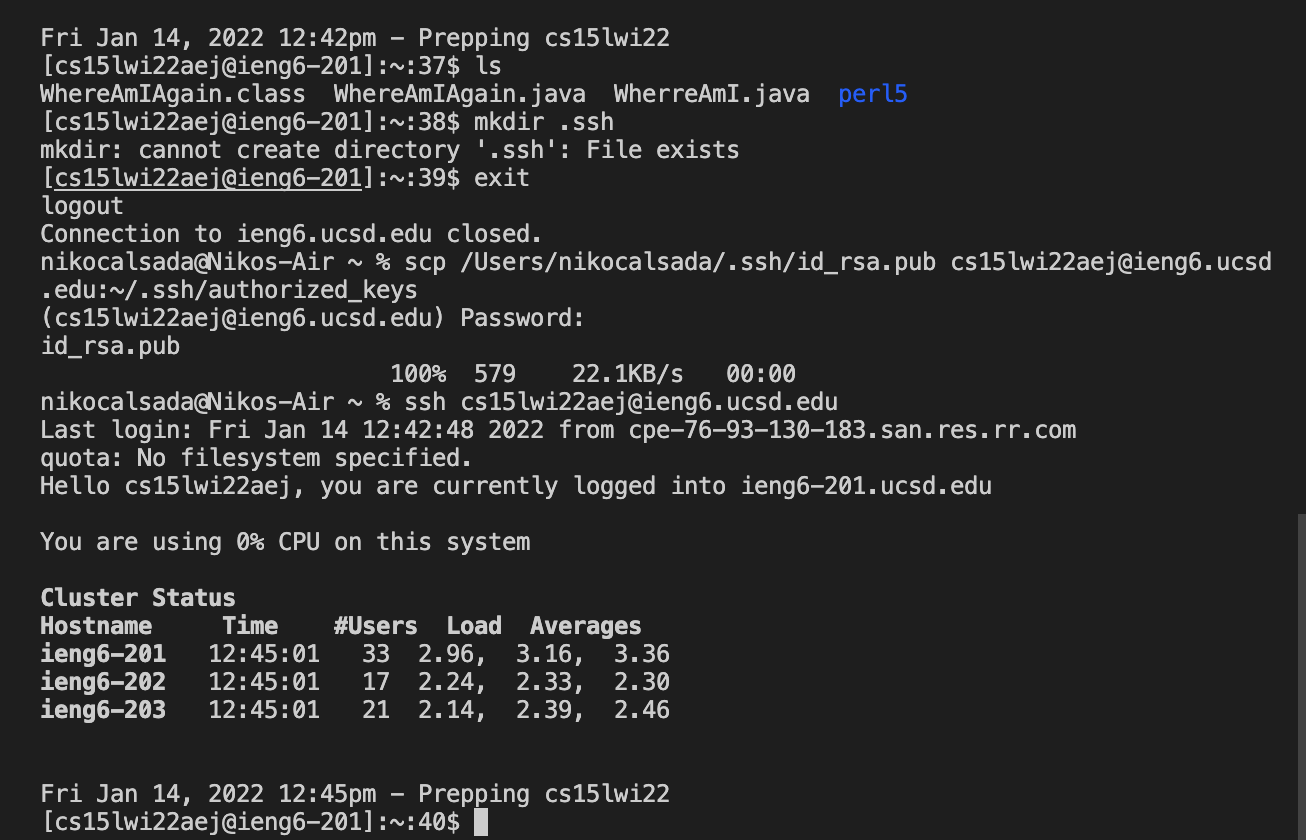 Fri Jan 14, 2022 12:42pm - Prepping cs15lwi22
[cs15lwi22aej@ieng6-201]:~:37$ ls
WhereAmIAgain.class  WhereAmIAgain.java  WherreAmI.java  perl5
[cs15lwi22aej@ieng6-201]:~:38$ mkdir .ssh
mkdir: cannot create directory '.ssh': File exists
[cs15lwi22aej@ieng6-201]:~:39$ exit
logout
Connection to ieng6.ucsd.edu closed.
nikocalsada@Nikos-Air ~ % scp /Users/nikocalsada/.ssh/id_rsa.pub cs15lwi22aej@ieng6.ucsd
.edu:~/.ssh/authorized_keys
(cs15lwi22aej@ieng6.ucsd.edu) Password:
id_rsa.pub
100%  579    22.1KB/s   00:00
nikocalsada@Nikos-Air ~ % ssh cs15lwi22aej@ieng6.ucsd.edu
Last login: Fri Jan 14 12:42:48 2022 from cpe-76-93-130-183.san.res.rr.com
quota: No filesystem specified.
Hello cs15lwi22aej, you are currently logged into ieng6-201.ucsd.edu
You are using 0% CPU on this system
Cluster Status
Hostname     Time    #Users  Load  Averages
ieng6-201   12:45:01   33  2.96,  3.16,  3.36
ieng6-202   12:45:01   17  2.24,  2.33,  2.30
ieng6-203   12:45:01   21  2.14,  2.39,  2.46
Fri Jan 14, 2022 12:45pm - Prepping cs15lwi22
[cs15lwi22aej@ieng6-201]:~:40$